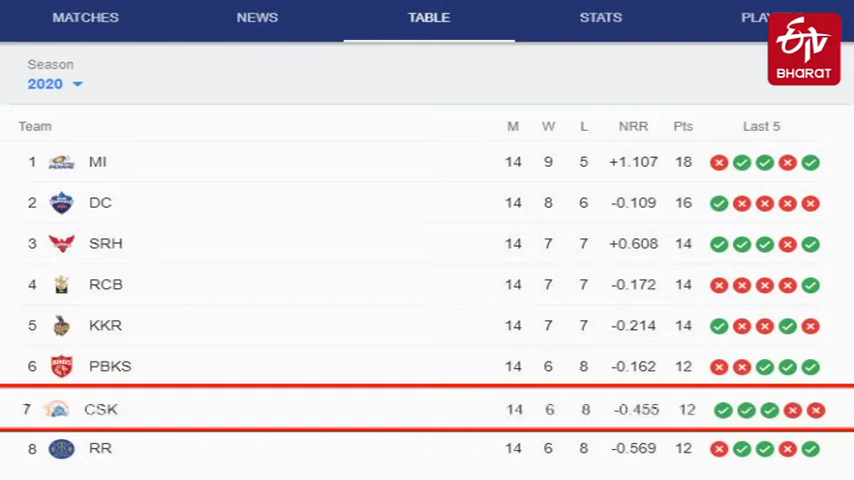 MATCHES NEWS TABLE STATS
ETV BHARAT
Season
2020
Team M W L NRR Pts Last 5
1 MI 14 9 5 +1.107 18
2 DC 14 8 6 -0.109 16
3 SRH 14 7 7 +0.608 14
4 RCB 14 7 7 -0.172 14
5 KKR 14 7 7 -0.214 14
6 PBKS 14 6 8 -0.162 12
7 CSK 14 6 8 -0.455 12
8 RR 14 6 8 -0.569 12